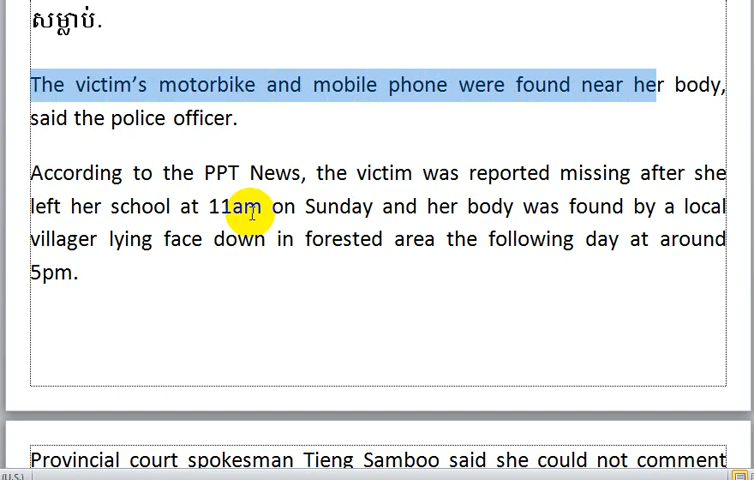 សម្លាប់.
The victim’s motorbike and mobile phone were found near her body,
said the police officer.
According to the PPT News, the victim was reported missing after she
left her school at 11am on Sunday and her body was found by a local
villager lying face down in forested area the following day at around
5pm.
Provincial court spokesman Tieng Samboo said she could not comment
(U.S.)